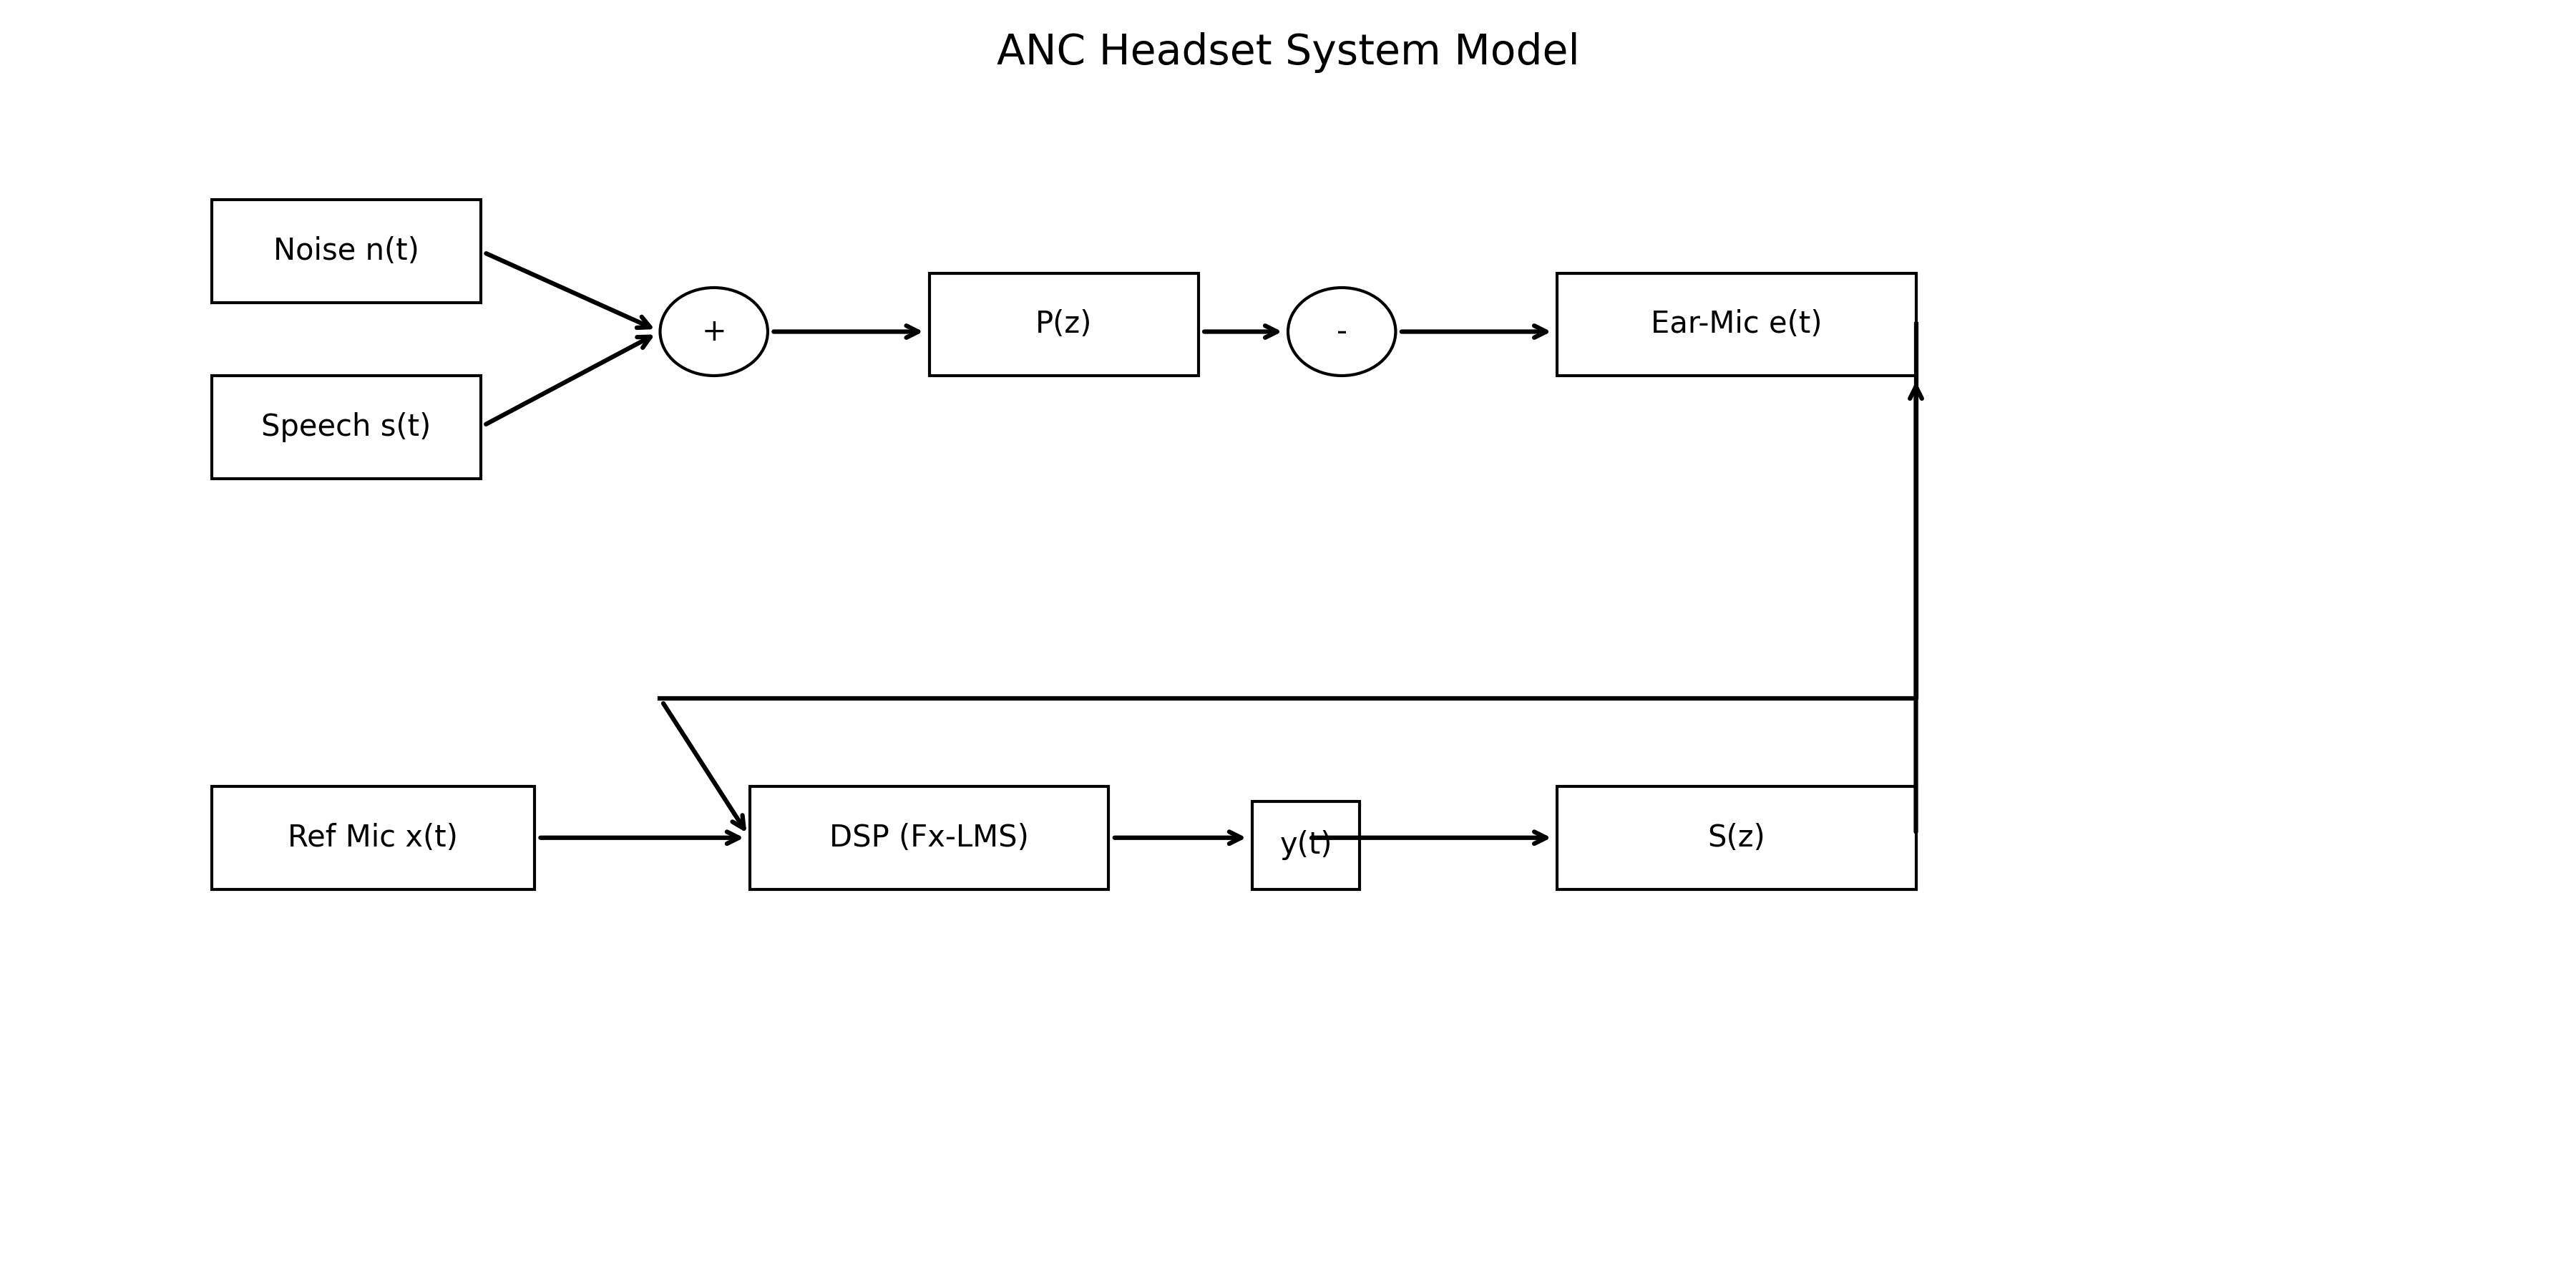 ANC Headset System Model
Noise n(t)
Speech s(t)
+
P(z)
-
Ear-Mic e(t)
Ref Mic x(t)
DSP (Fx-LMS)
y(t)
S(z)